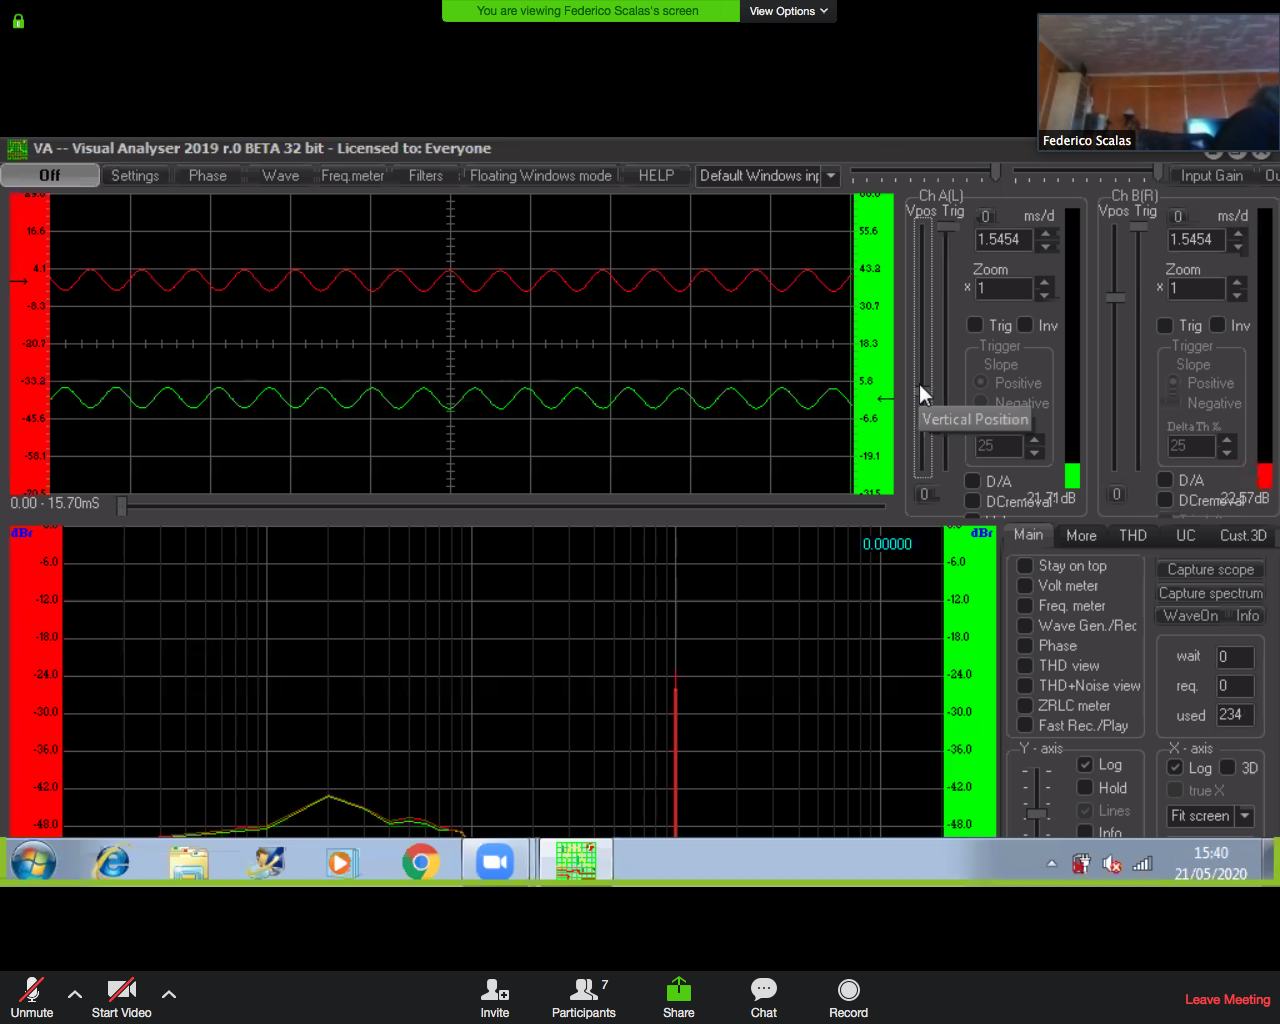 You are viewing Federico Scalas's screen
View Options
Federico Scalas
VA -- Visual Analyser 2019 r.0 BETA 32 bit - Licensed to: Everyone
Off Settings Phase Wave Freq.meter Filters Floating Windows mode HELP Default Windows inp Input Gain Ou
Ch A(L) Ch B(R)
Vpos Trig 0 ms/d Vpos Trig 0 ms/d
1.5454 1.5454
Zoom Zoom
x 1 x 1
Trig Inv Trig Inv
Trigger Trigger
Slope Slope
Positive Positive
Negative Negative
Vertical Position
Delta Th %
25 25
D/A D/A
0 DCremoval 0 DCremoval
-21.71dB -22.57dB
16.6 55.6
4.1 43.2
-8.3 30.7
-20.7 18.3
-33.2 5.8
-45.6 -6.6
-58.1 -19.1
-70.5 -31.5
0.00 - 15.70mS
dBr dBr
0.00000
-6.0 -6.0
-12.0 -12.0
-18.0 -18.0
-24.0 -24.0
-30.0 -30.0
-36.0 -36.0
-42.0 -42.0
-48.0 -48.0
Main More THD UC Cust.3D
Stay on top
Volt meter
Freq. meter
Wave Gen./Rec
Phase
THD view
THD+Noise view
ZRLC meter
Fast Rec./Play
Capture scope
Capture spectrum
WaveOn Info
wait 0
req. 0
used 234
Y - axis
Log
Hold
Lines
Info
X - axis
Log 3D
true X
Fit screen
15:40
21/05/2020
Unmute
Start Video
Invite
7
Participants
Share
Chat
Record
Leave Meeting